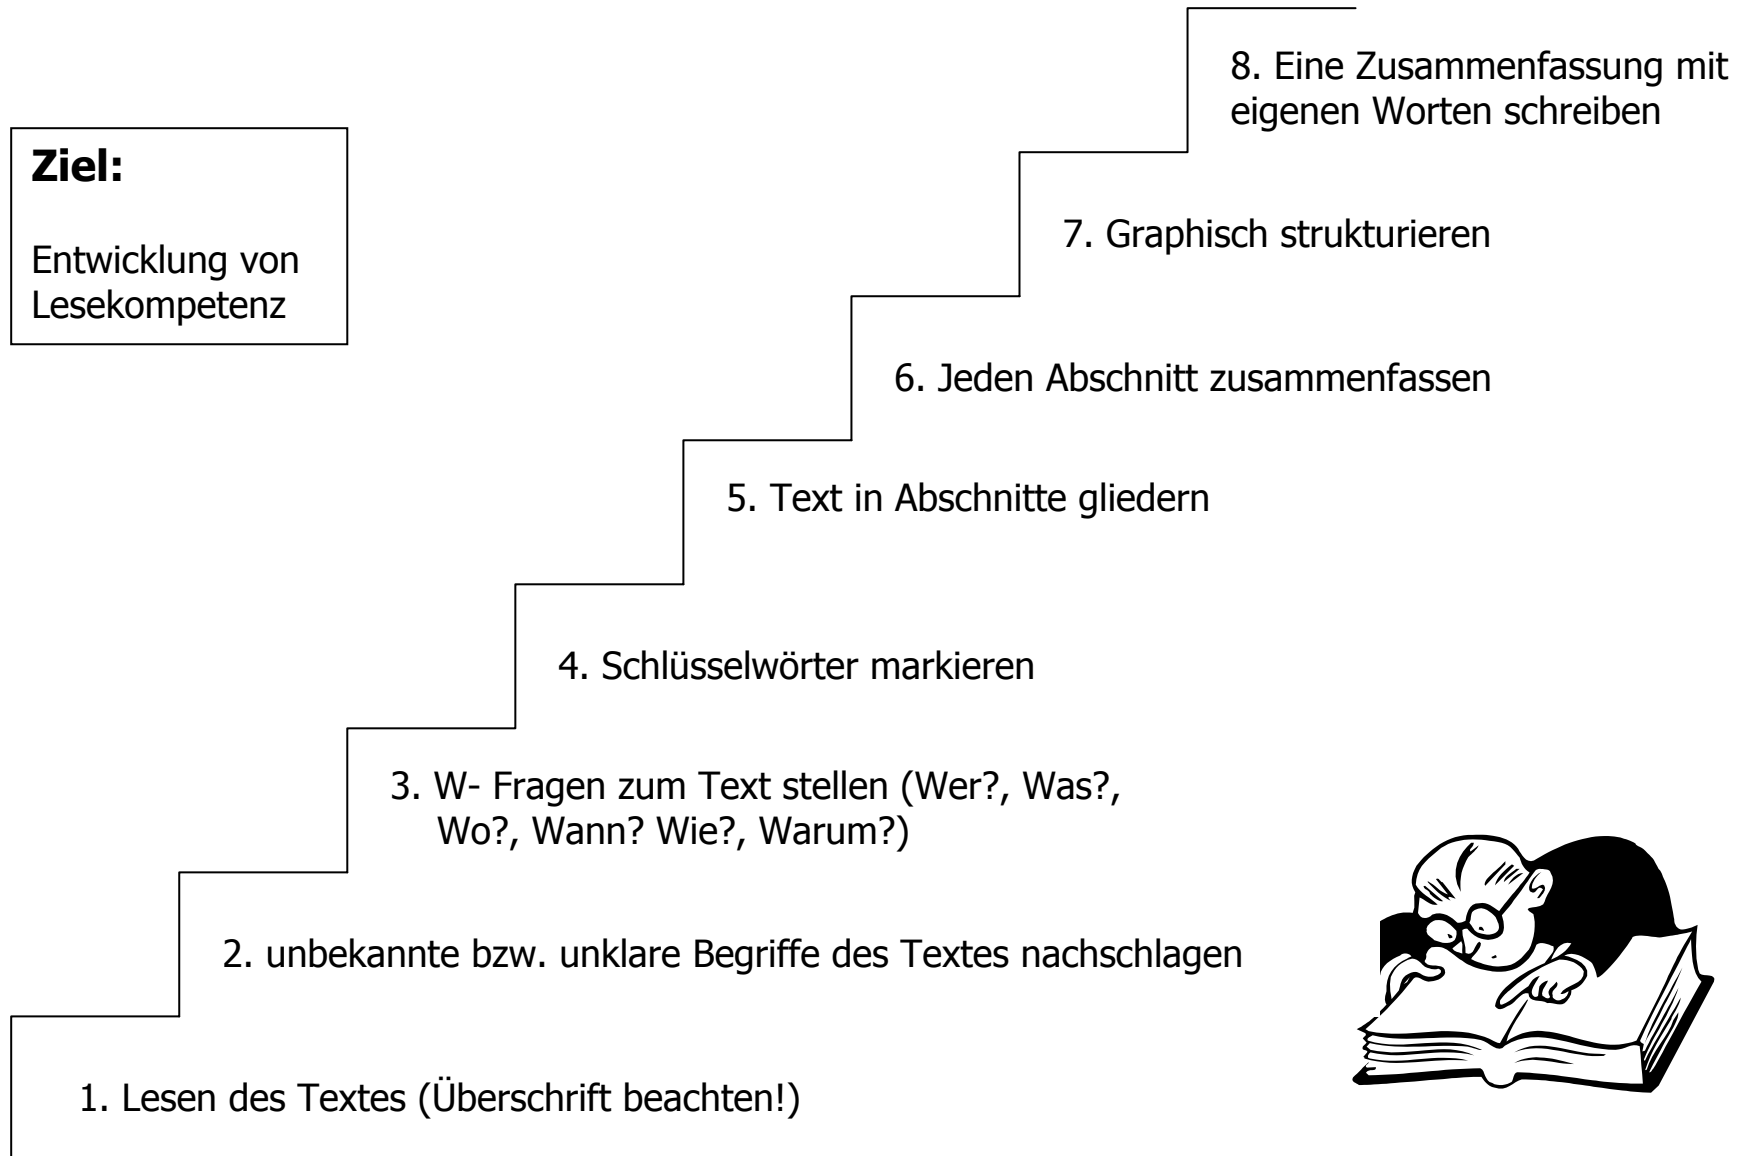 8. Eine Zusammenfassung mit
eigenen Worten schreiben
Ziel:
Entwicklung von
Lesekompetenz
7. Graphisch strukturieren
6. Jeden Abschnitt zusammenfassen
5. Text in Abschnitte gliedern
4. Schlüsselwörter markieren
3. W- Fragen zum Text stellen (Wer?, Was?,
Wo?, Wann? Wie?, Warum?)
2. unbekannte bzw. unklare Begriffe des Textes nachschlagen
1. Lesen des Textes (Überschrift beachten!)